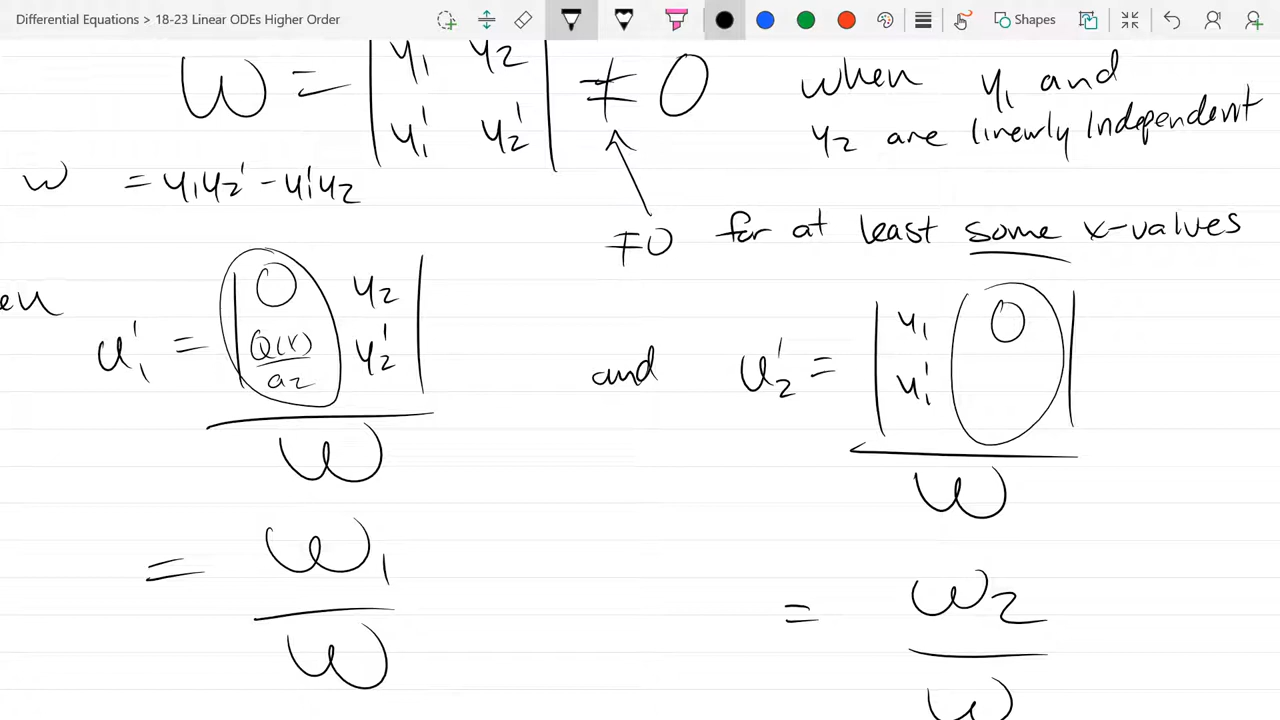 Differential Equations > 18-23 Linear ODEs Higher Order
Shapes
W = | y1 y2 | ≠ 0 when y1 and
| y1' y2' | y2 are linerly Independent
W = y1y2' - y1'y2
≠0 for at least some x-values
u1' = | 0 y2 | and u2' = | y1 0 |
| Q(x)/a2 y2' | | y1' |
W W
= W1 = W2
W W